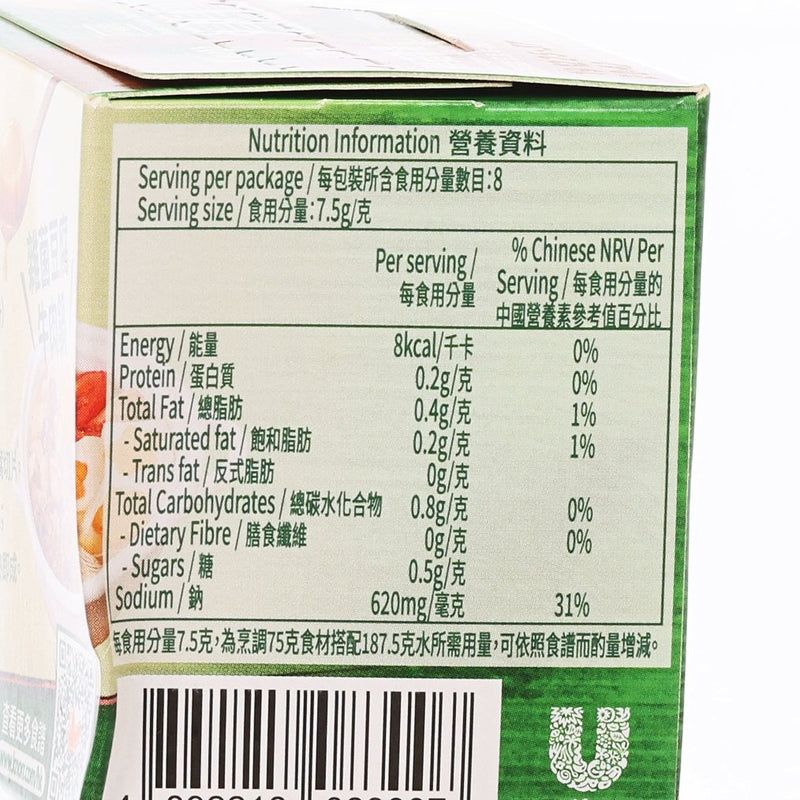 Nutrition Information 營養資料
Serving per package / 每包裝所含食用分量數目:8
Serving size / 食用分量:7.5g/克
Per serving / 每食用分量
% Chinese NRV Per Serving / 每食用分量的中國營養素參考值百分比
Energy / 能量 8kcal/千卡 0%
Protein / 蛋白質 0.2g/克 0%
Total Fat / 總脂肪 0.4g/克 1%
- Saturated fat / 飽和脂肪 0.2g/克 1%
- Trans fat / 反式脂肪 0g/克
Total Carbohydrates / 總碳水化合物 0.8g/克 0%
- Dietary Fibre / 膳食纖維 0g/克 0%
- Sugars / 糖 0.5g/克
Sodium / 鈉 620mg/毫克 31%
每食用分量7.5克,為烹調75克食材搭配187.5克水所需用量,可依照食譜而酌量增減。
查看更多食譜